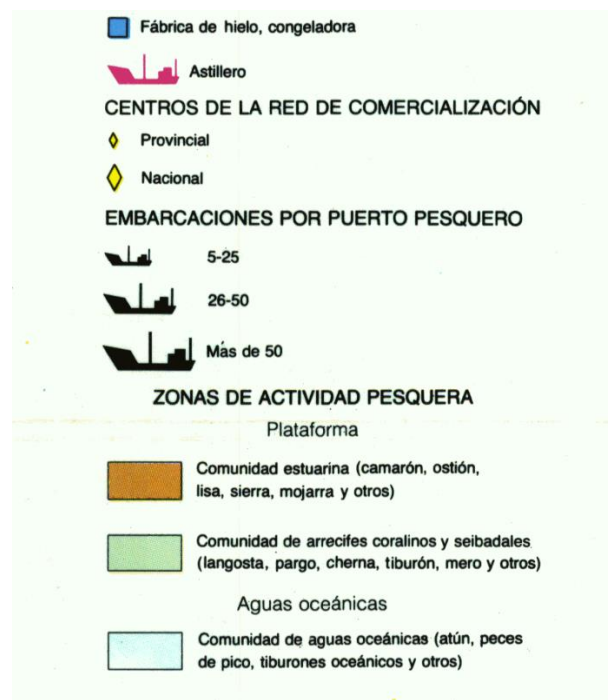 Fábrica de hielo, congeladora
Astillero
CENTROS DE LA RED DE COMERCIALIZACIÓN
Provincial
Nacional
EMBARCACIONES POR PUERTO PESQUERO
5-25
26-50
Más de 50
ZONAS DE ACTIVIDAD PESQUERA
Plataforma
Comunidad estuarina (camarón, ostión,
lisa, sierra, mojarra y otros)
Comunidad de arrecifes coralinos y seibadales
(langosta, pargo, cherna, tiburón, mero y otros)
Aguas oceánicas
Comunidad de aguas oceánicas (atún, peces
de pico, tiburones oceánicos y otros)